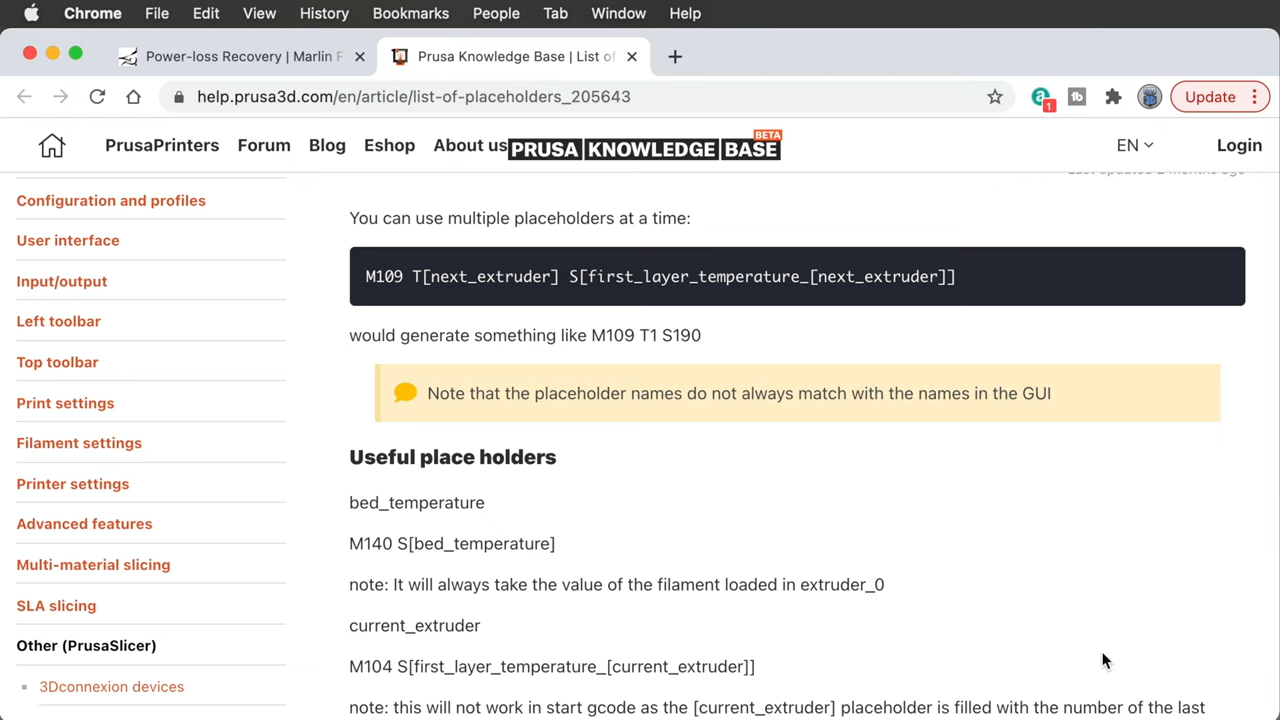 Chrome File Edit View History Bookmarks People Tab Window Help
Power-loss Recovery | Marlin F
Prusa Knowledge Base | List of
help.prusa3d.com/en/article/list-of-placeholders_205643
1
Update
PrusaPrinters Forum Blog Eshop About us
PRUSA KNOWLEDGE BASE
BETA
EN
Login
Last updated 2 months ago
Configuration and profiles
User interface
Input/output
Left toolbar
Top toolbar
Print settings
Filament settings
Printer settings
Advanced features
Multi-material slicing
SLA slicing
Other (PrusaSlicer)
3Dconnexion devices
You can use multiple placeholders at a time:
M109 T[next_extruder] S[first_layer_temperature_[next_extruder]]
would generate something like M109 T1 S190
Note that the placeholder names do not always match with the names in the GUI
Useful place holders
bed_temperature
M140 S[bed_temperature]
note: It will always take the value of the filament loaded in extruder_0
current_extruder
M104 S[first_layer_temperature_[current_extruder]]
note: this will not work in start gcode as the [current_extruder] placeholder is filled with the number of the last